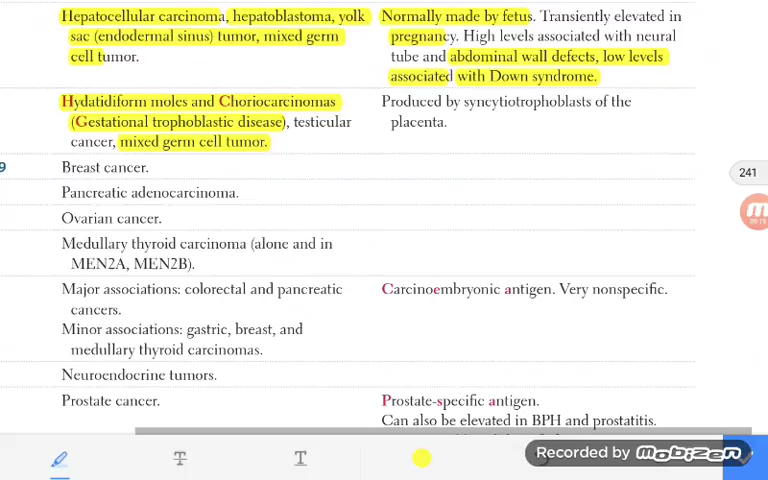 Hepatocellular carcinoma, hepatoblastoma, yolk
sac (endodermal sinus) tumor, mixed germ
cell tumor.
Normally made by fetus. Transiently elevated in
pregnancy. High levels associated with neural
tube and abdominal wall defects, low levels
associated with Down syndrome.
Hydatidiform moles and Choriocarcinomas
(Gestational trophoblastic disease), testicular
cancer, mixed germ cell tumor.
Produced by syncytiotrophoblasts of the
placenta.
9
Breast cancer.
Pancreatic adenocarcinoma.
Ovarian cancer.
Medullary thyroid carcinoma (alone and in
MEN2A, MEN2B).
Major associations: colorectal and pancreatic
cancers.
Minor associations: gastric, breast, and
medullary thyroid carcinomas.
Carcinoembryonic antigen. Very nonspecific.
Neuroendocrine tumors.
Prostate cancer.
Prostate-specific antigen.
Can also be elevated in BPH and prostatitis.
241
Recorded by mobizen